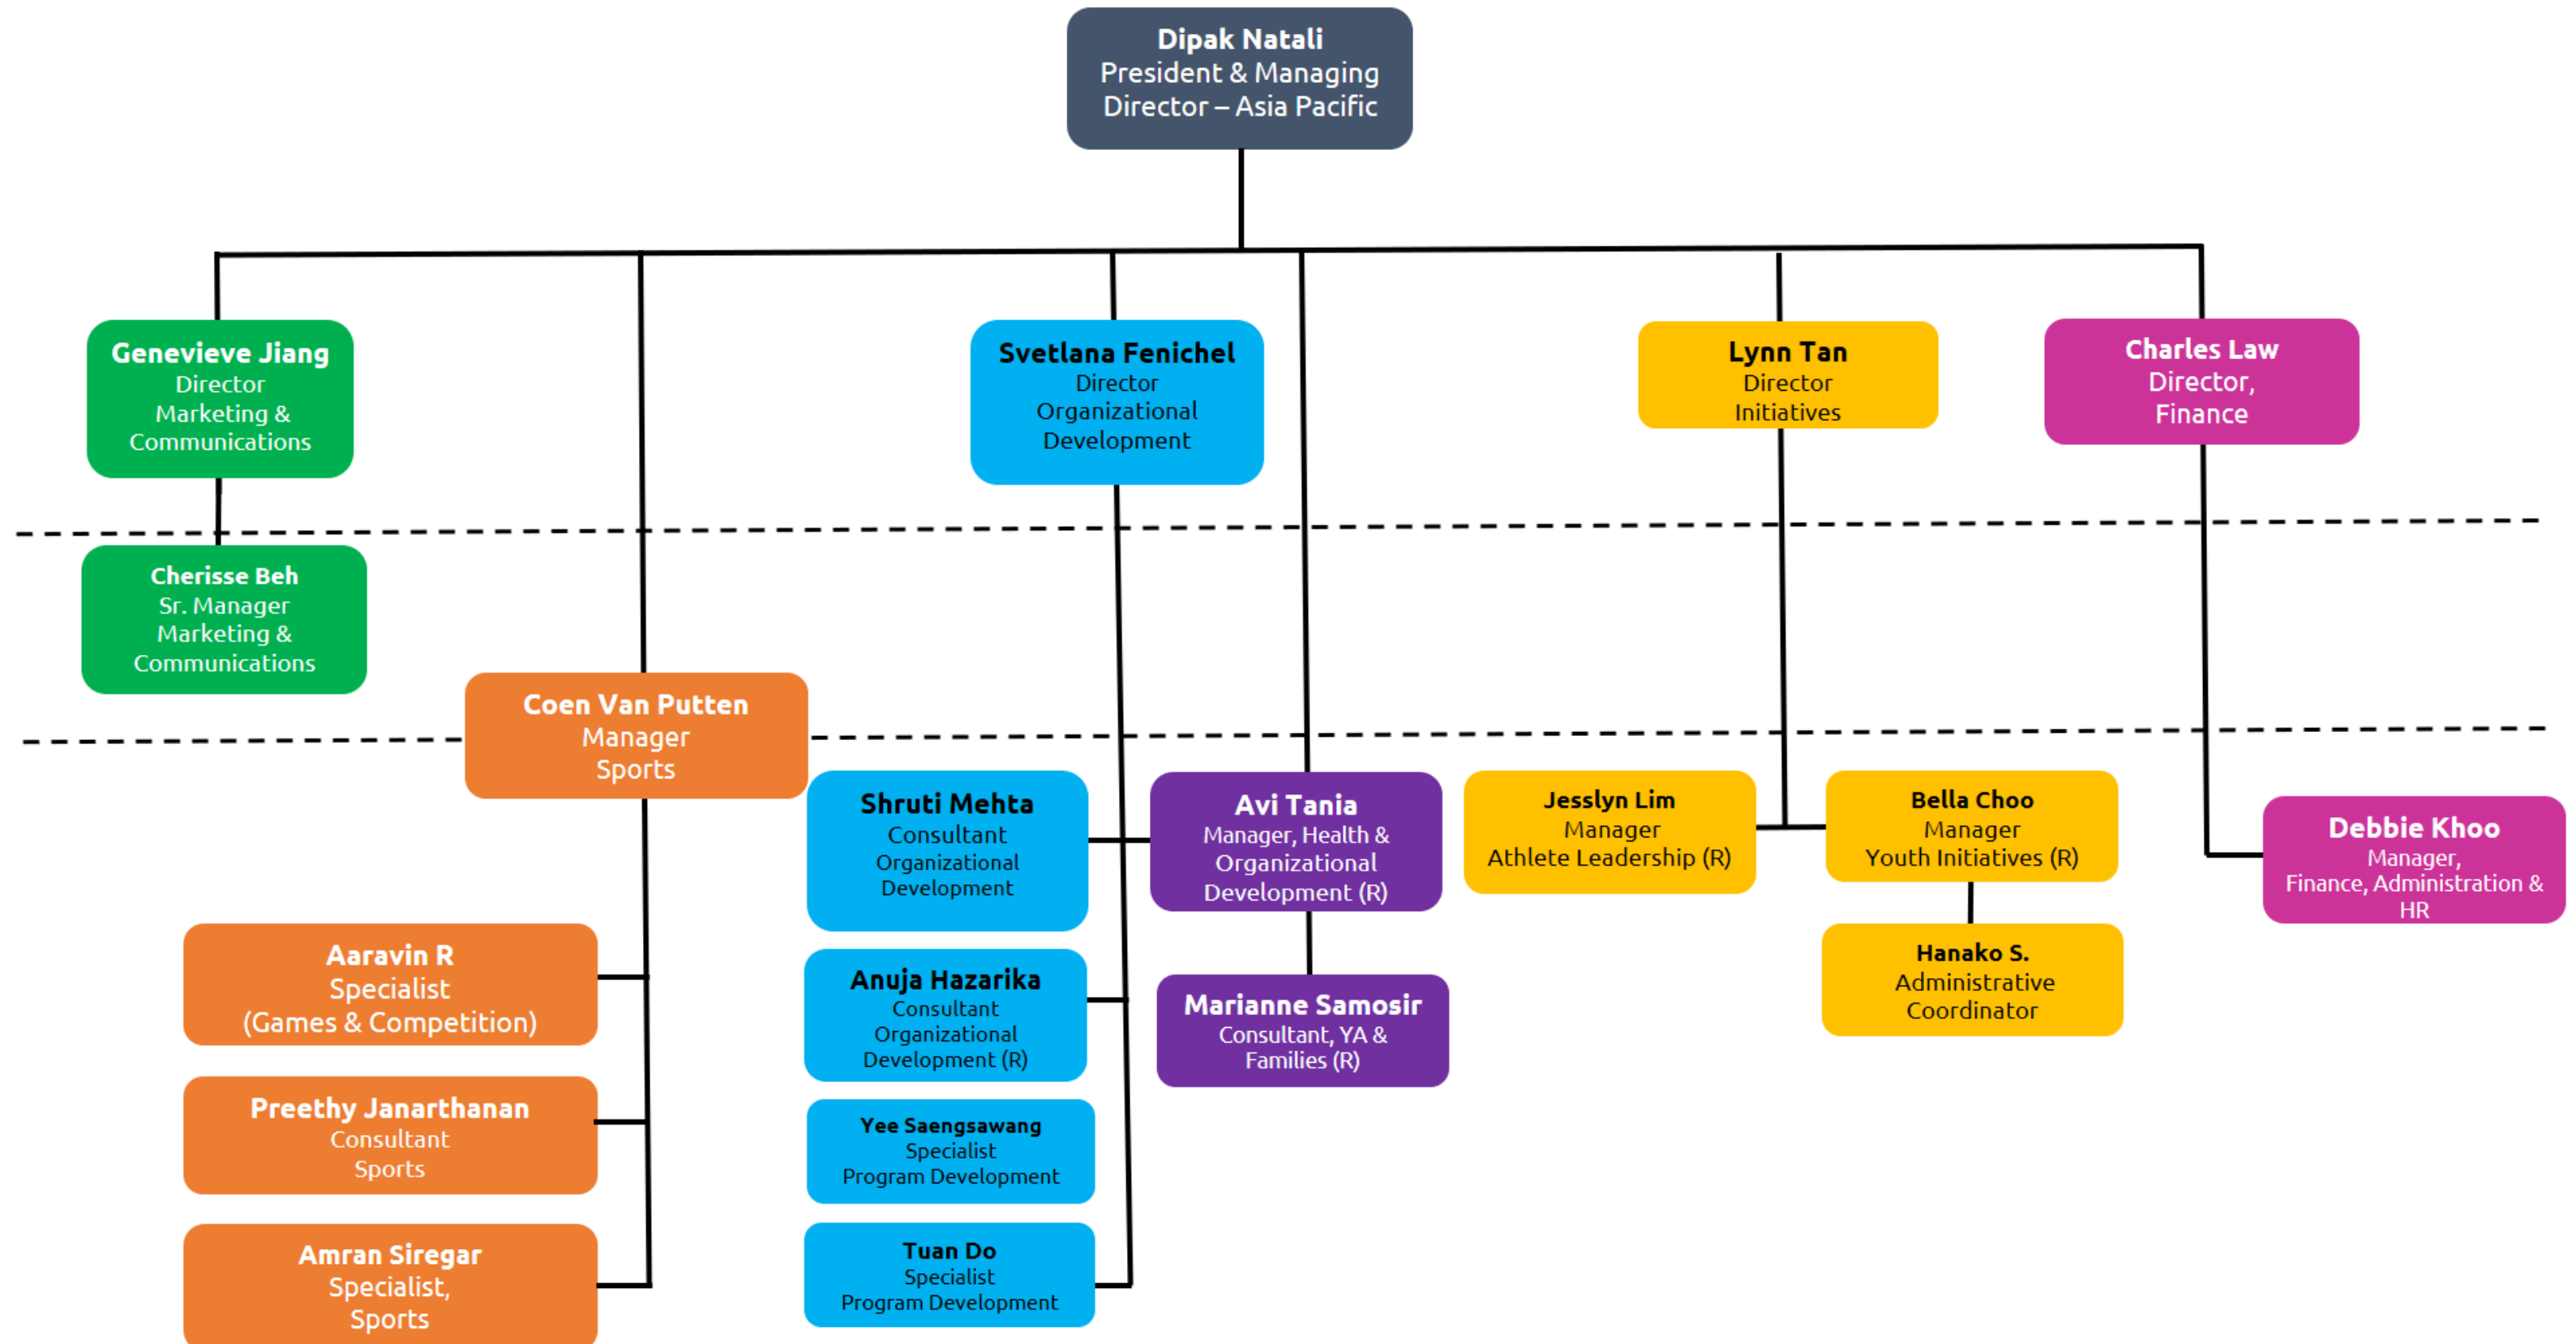 Dipak Natali
President & Managing
Director – Asia Pacific
Genevieve Jiang
Director
Marketing &
Communications
Svetlana Fenichel
Director
Organizational
Development
Lynn Tan
Director
Initiatives
Charles Law
Director,
Finance
Cherisse Beh
Sr. Manager
Marketing &
Communications
Coen Van Putten
Manager
Sports
Shruti Mehta
Consultant
Organizational
Development
Avi Tania
Manager, Health &
Organizational
Development (R)
Jesslyn Lim
Manager
Athlete Leadership (R)
Bella Choo
Manager
Youth Initiatives (R)
Debbie Khoo
Manager,
Finance, Administration &
HR
Aaravin R
Specialist
(Games & Competition)
Anuja Hazarika
Consultant
Organizational
Development (R)
Marianne Samosir
Consultant, YA &
Families (R)
Hanako S.
Administrative
Coordinator
Preethy Janarthanan
Consultant
Sports
Yee Saengsawang
Specialist
Program Development
Amran Siregar
Specialist,
Sports
Tuan Do
Specialist
Program Development